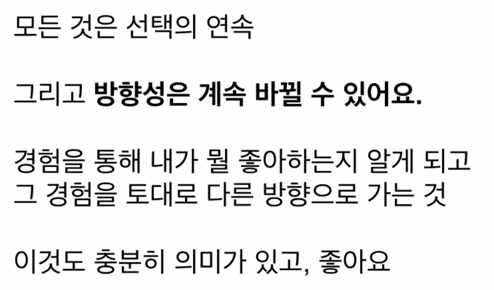 모든 것은 선택의 연속
그리고 방향성은 계속 바뀔 수 있어요.
경험을 통해 내가 뭘 좋아하는지 알게 되고
그 경험을 토대로 다른 방향으로 가는 것
이것도 충분히 의미가 있고, 좋아요